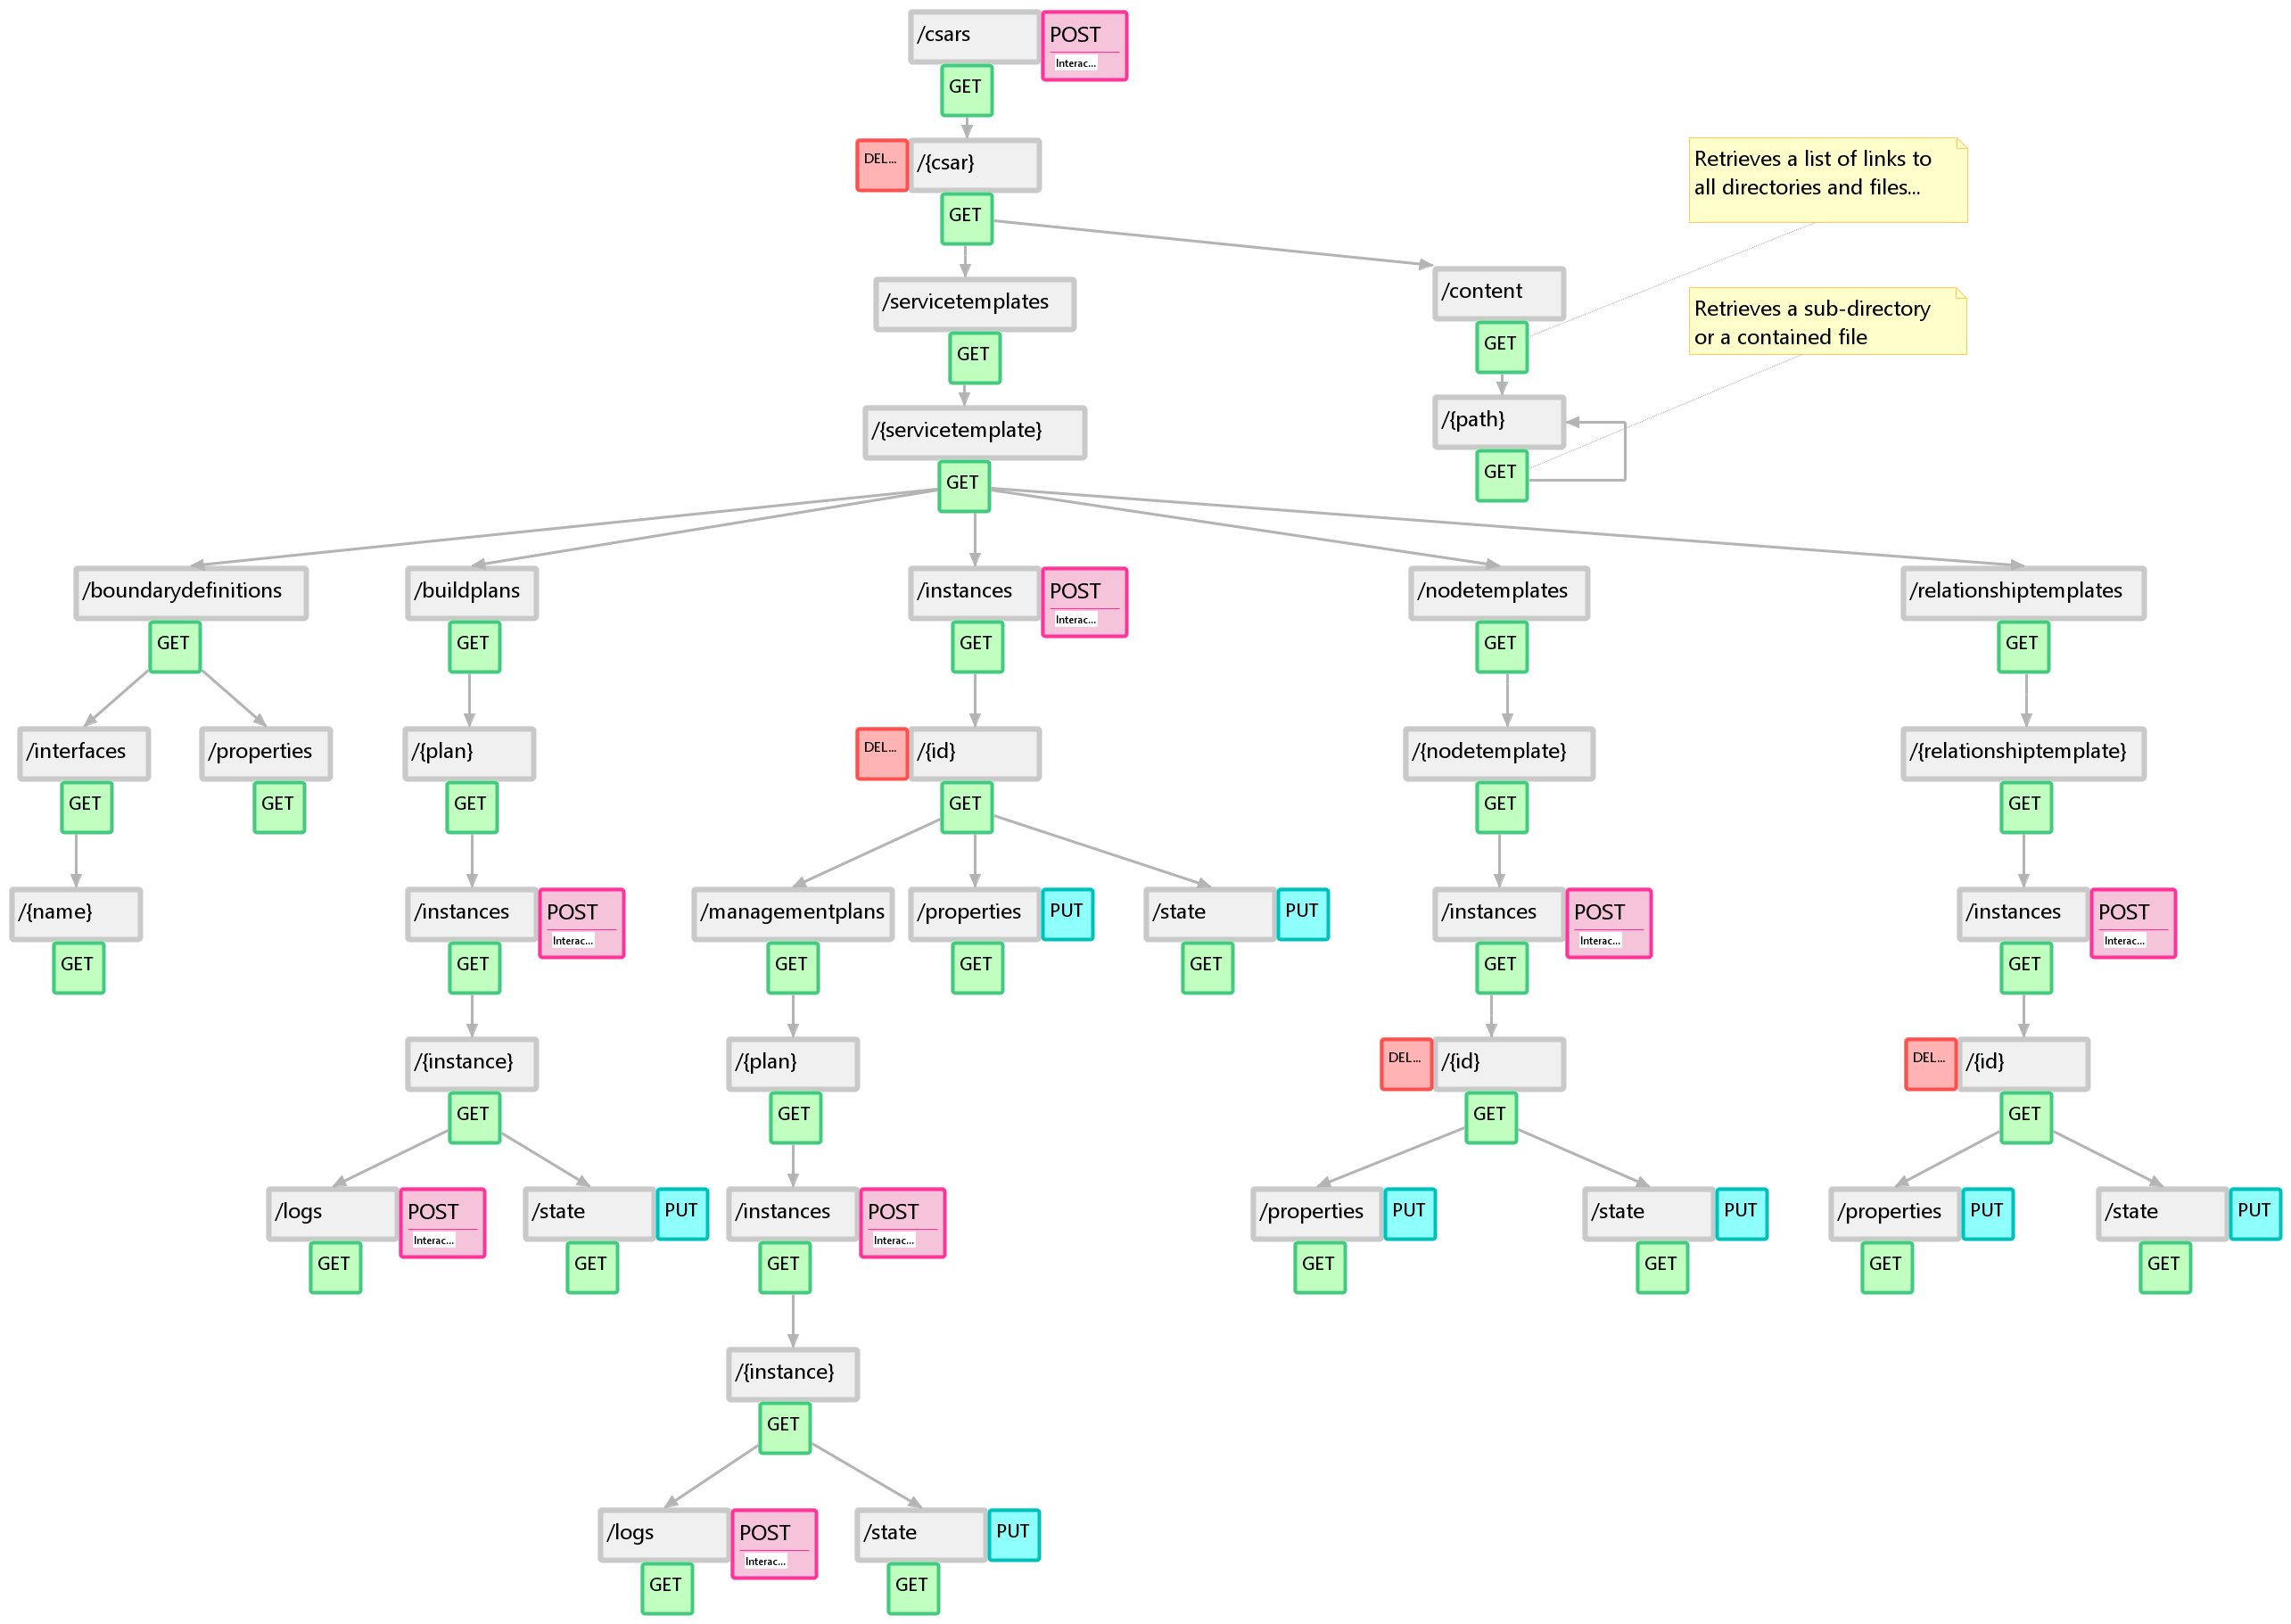 /csars
POST
Interac...
GET
DEL...
/{csar}
GET
Retrieves a list of links to
all directories and files...
/servicetemplates
/content
GET
GET
Retrieves a sub-directory
or a contained file
/{servicetemplate}
/{path}
GET
GET
/boundarydefinitions
/buildplans
/instances
POST
Interac...
/nodetemplates
/relationshiptemplates
GET
GET
GET
GET
GET
/interfaces
/properties
/{plan}
DEL...
/{id}
/{nodetemplate}
/{relationshiptemplate}
GET
GET
GET
GET
GET
GET
/{name}
/instances
POST
Interac...
/managementplans
/properties
PUT
/state
PUT
/instances
POST
Interac...
/instances
POST
Interac...
GET
GET
GET
GET
GET
GET
GET
/{instance}
/{plan}
DEL...
/{id}
DEL...
/{id}
GET
GET
GET
GET
/logs
POST
Interac...
/state
PUT
/instances
POST
Interac...
/properties
PUT
/state
PUT
/properties
PUT
/state
PUT
GET
GET
GET
GET
GET
GET
GET
/{instance}
GET
/logs
POST
Interac...
/state
PUT
GET
GET